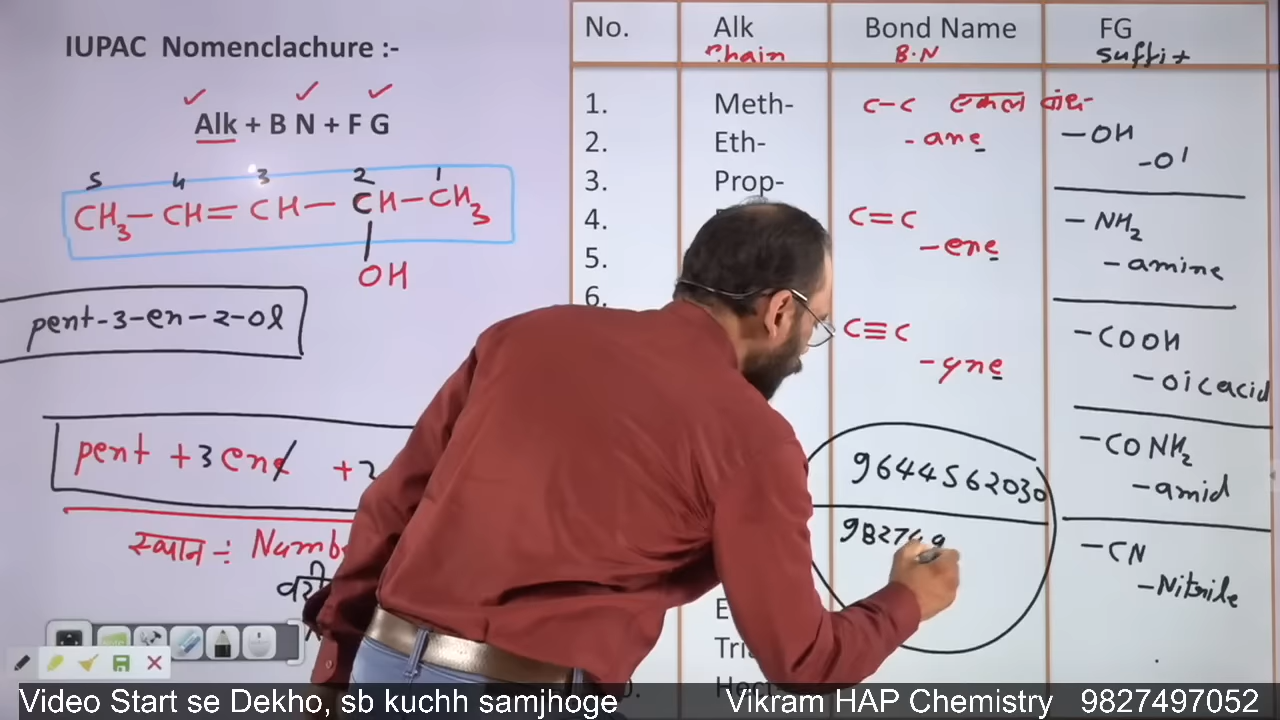 IUPAC Nomenclachure :-
Alk + B N + F G
5 4 3 2 1
CH3 — CH = CH — CH — CH3
OH
pent-3-en-2-ol
pent +3 ene +2
स्थान ÷ Numb
No. Alk Bond Name FG
Chain B.N suffix
1. Meth- C-C एकल बंध-
2. Eth- - ane
-OH
-ol
3. Prop-
4. C=C -NH2
5. -ene -amine
6.
C≡C -COOH
-yne -oic acid
-CONH2
9644562030 -amid
982749
-CN
-Nitrile
Video Start se Dekho, sb kuchh samjhoge Vikram HAP Chemistry 9827497052